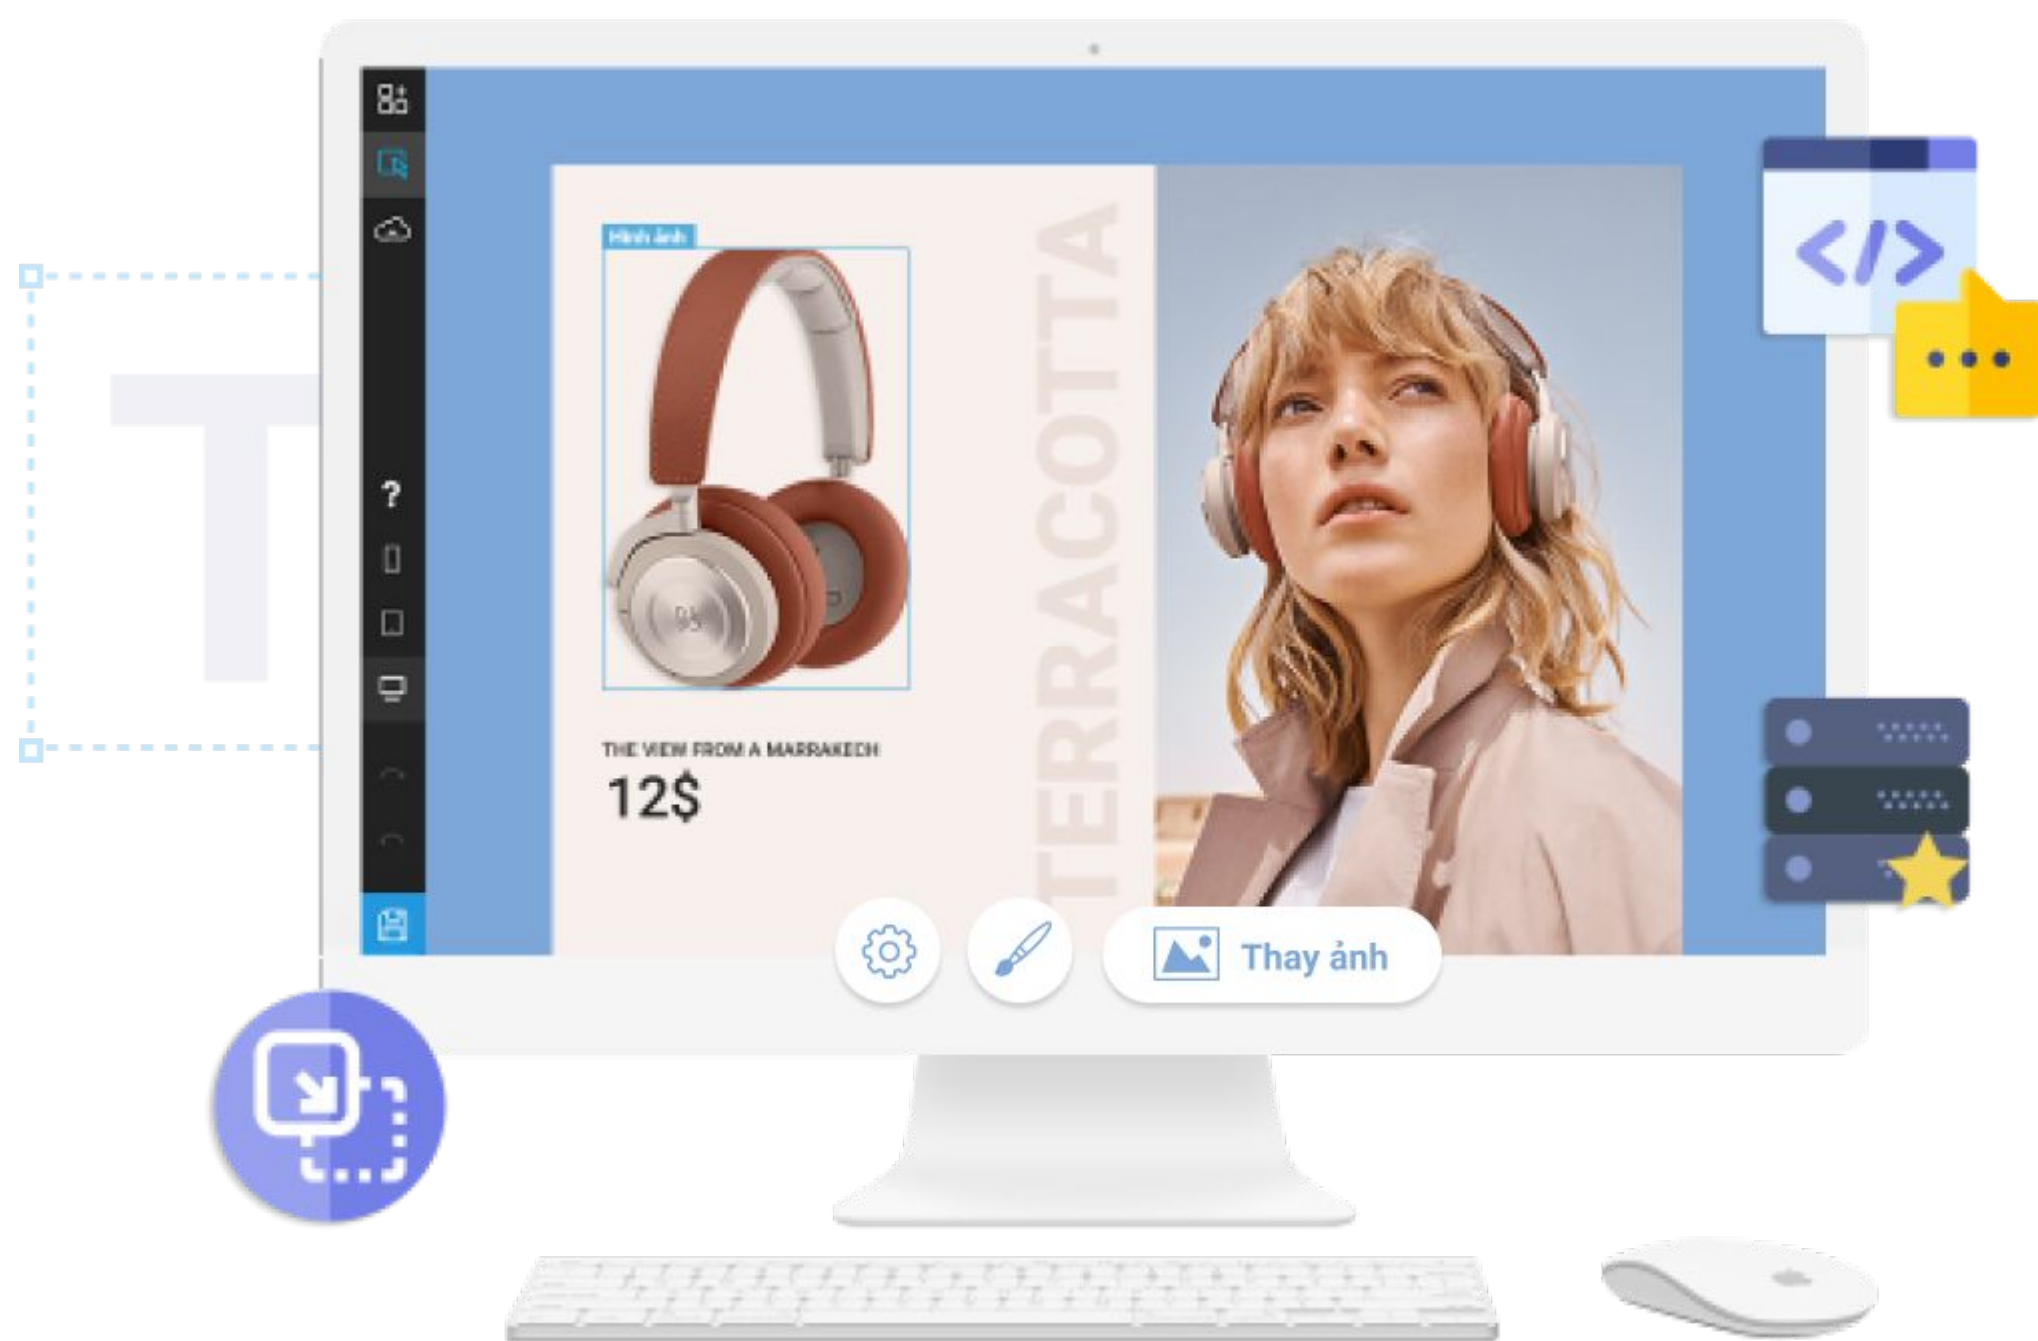 T
Hình ảnh
TERRACOTTA
?
</>
THE VIEW FROM A MARRAKECH
12$
Thay ảnh